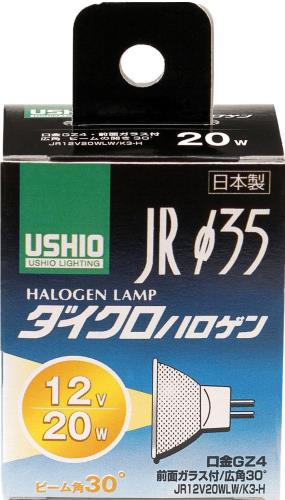 口金GZ4・前面ガラス付
広角 ビームの開き30°
JR12V20WLW/K3-H
20W
日本製
USHIO
USHIO LIGHTING
JRφ35
HALOGEN LAMP
ダイクロハロゲン
12V
20W
ビーム角30°
口金GZ4
前面ガラス付/広角30°
JR12V20WLW/K3-H